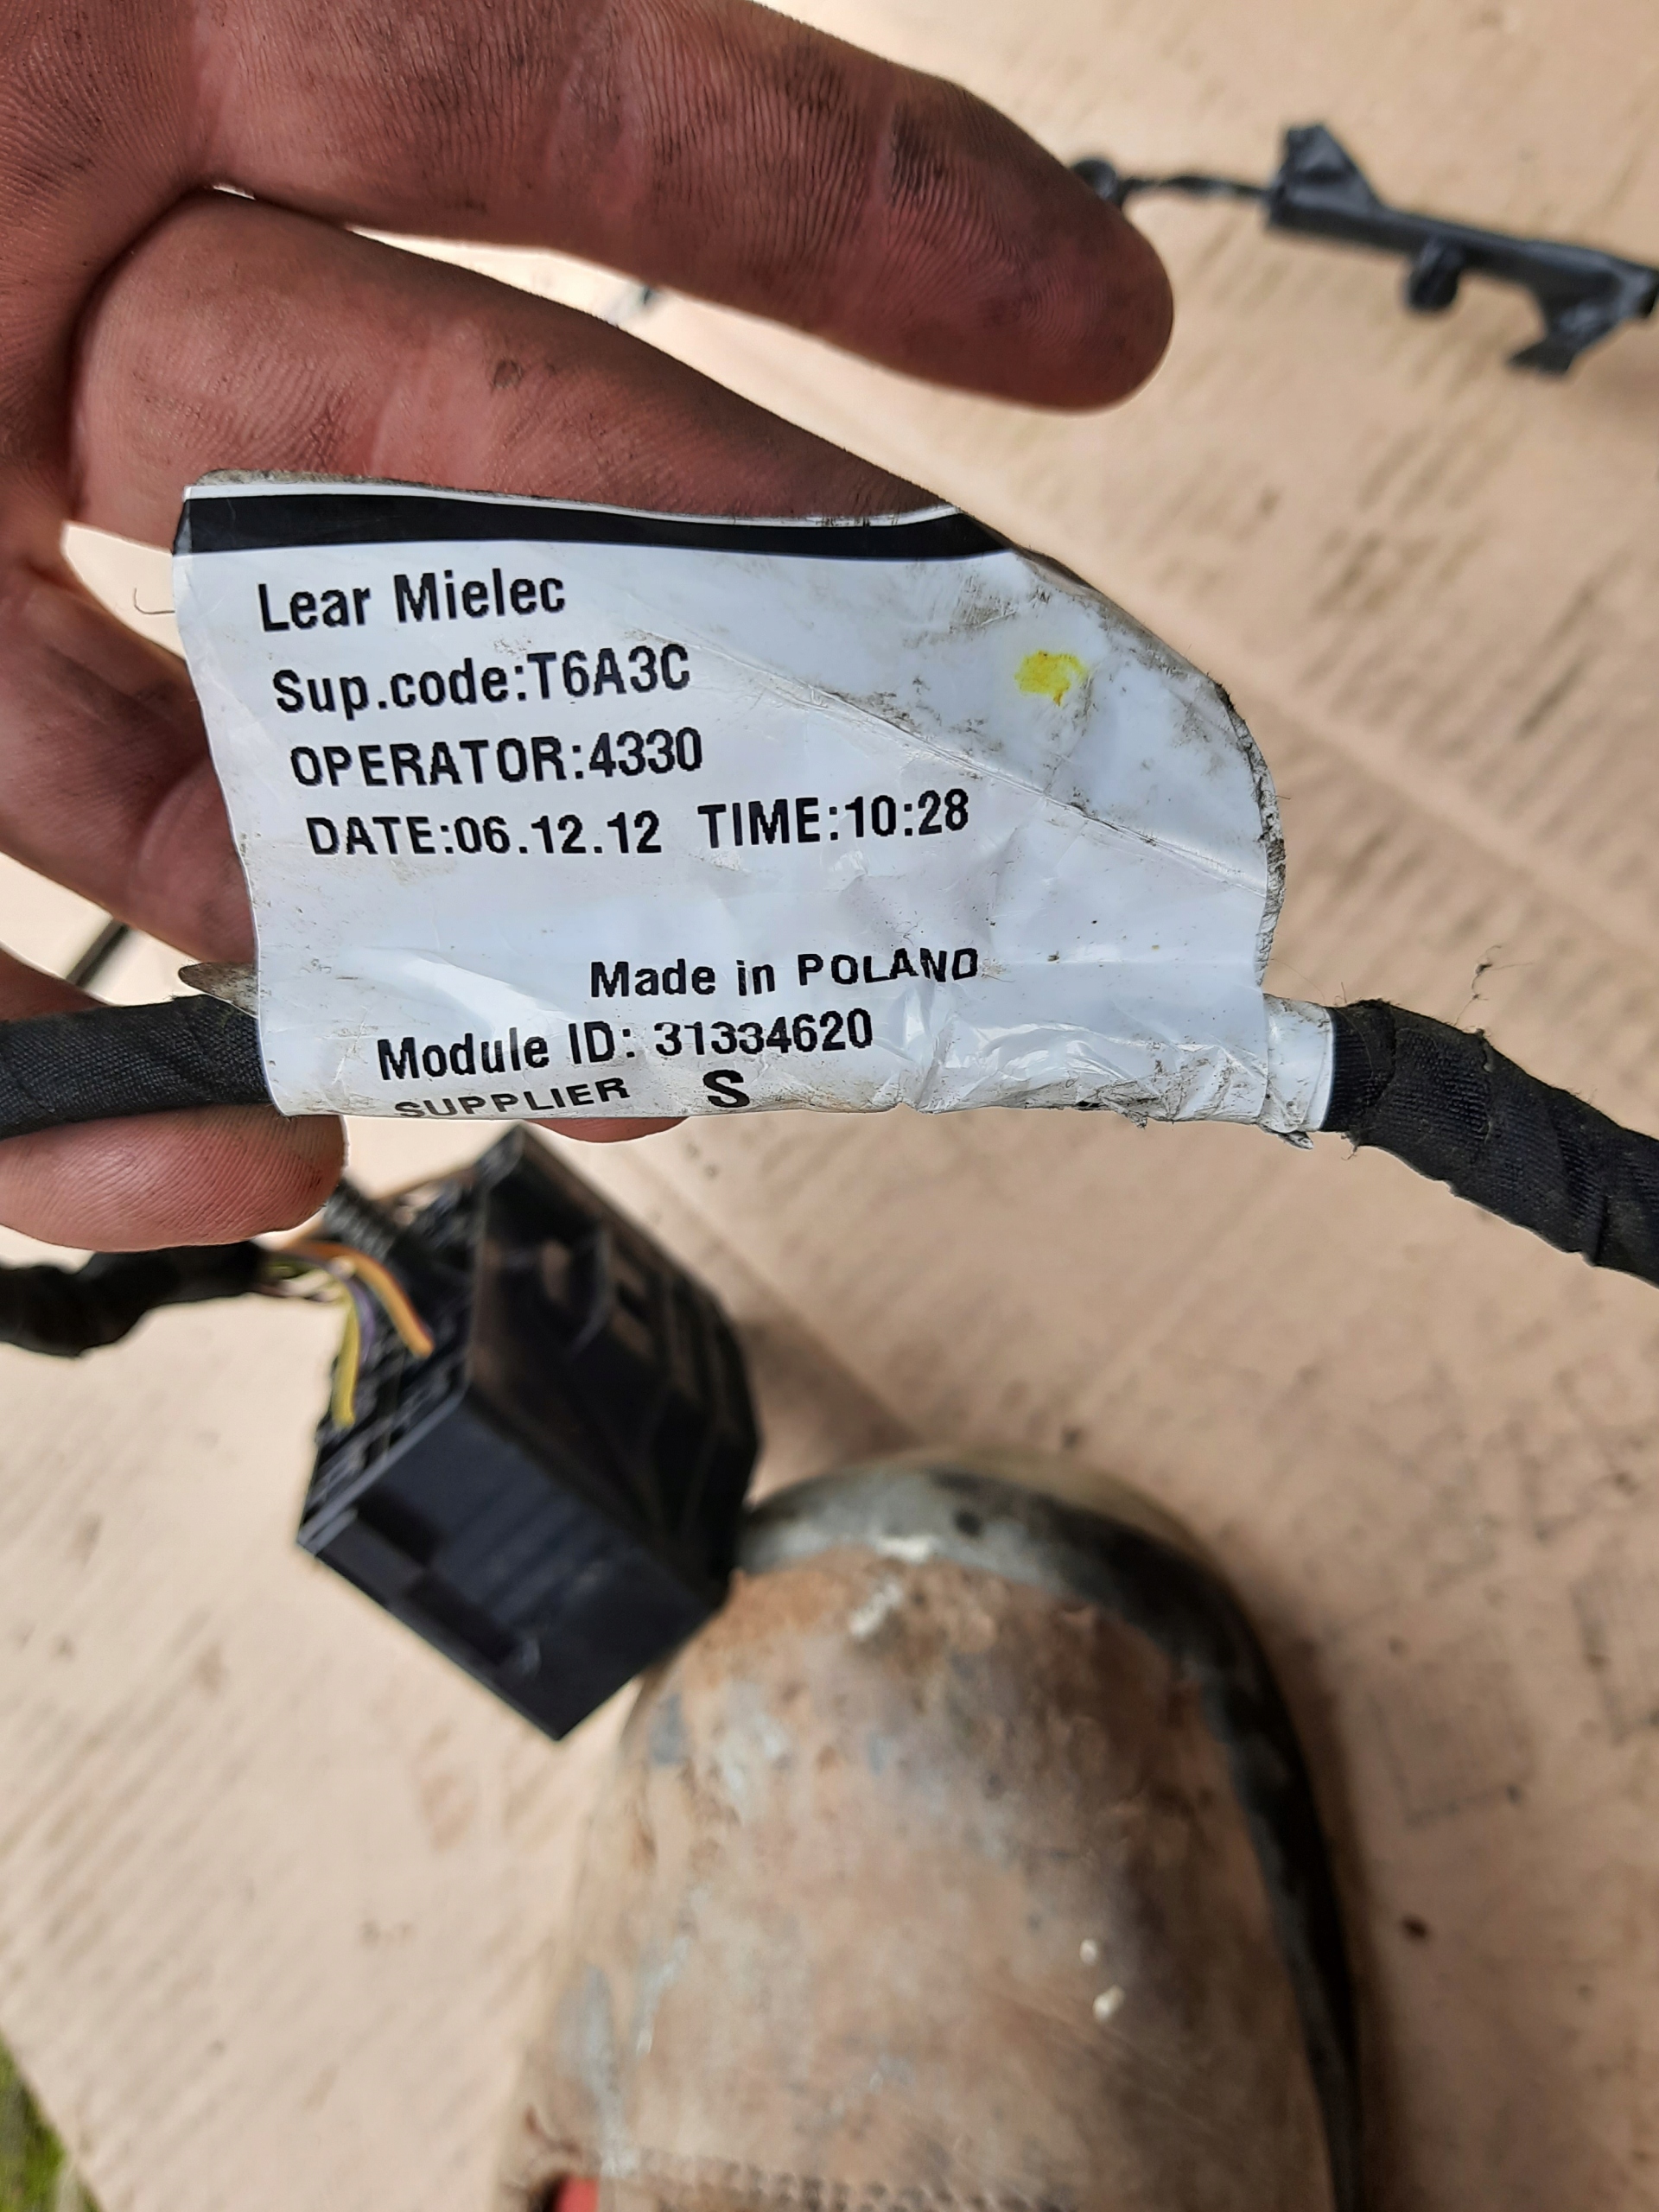 Lear Mielec
Sup.code:T6A3C
OPERATOR:4330
DATE:06.12.12 TIME:10:28
Made in POLAND
Module ID: 31334620
SUPPLIER S